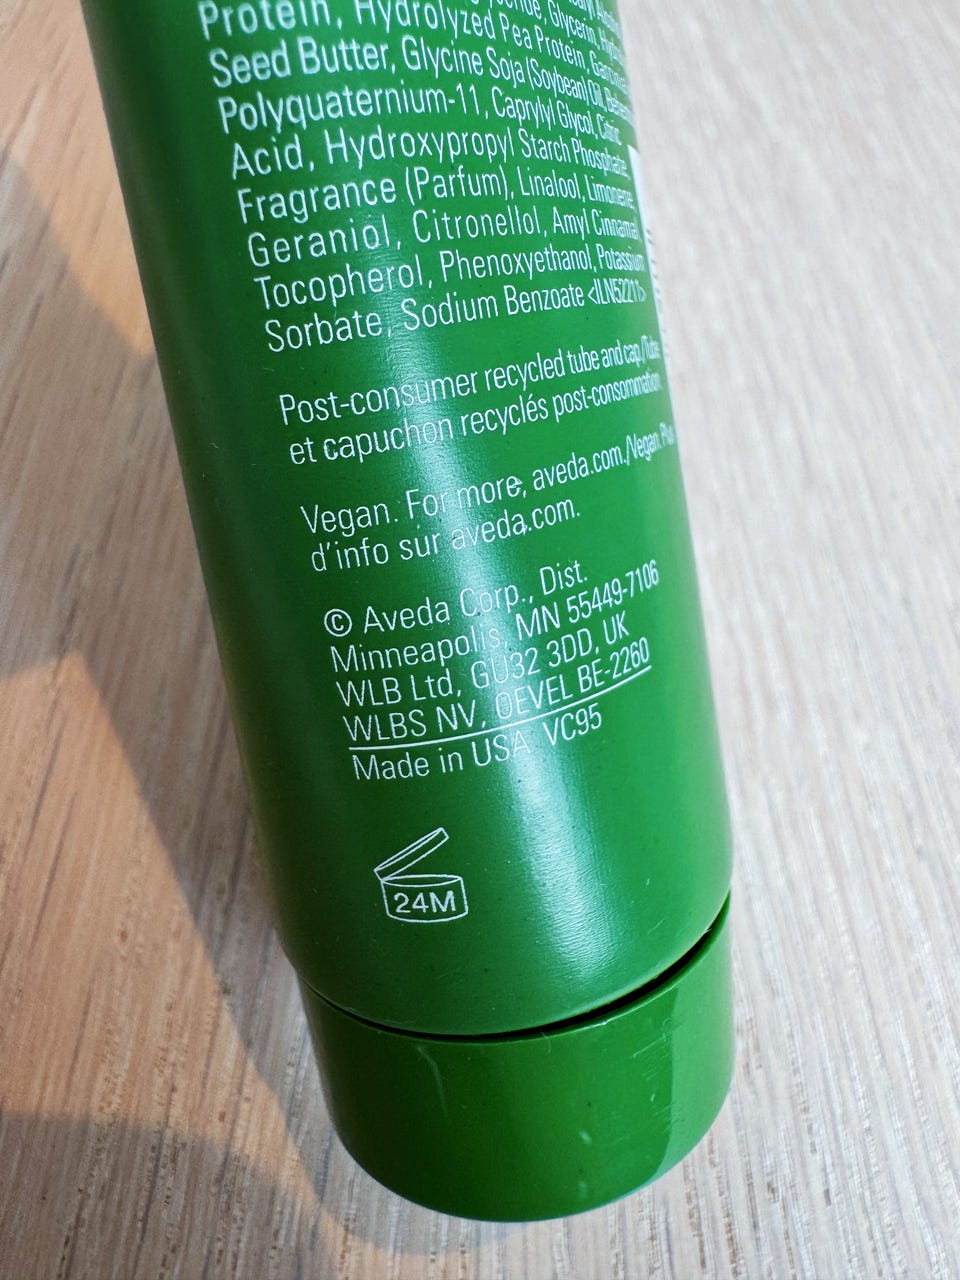 Protein, Hydrolyzed Pea Protein,
Seed Butter, Glycine Soja (Soybean) Oil,
Polyquaternium-11, Caprylyl Glycol, Citric
Acid, Hydroxypropyl Starch Phosphate
Fragrance (Parfum), Linalool, Limonene
Geraniol, Citronellol, Amyl Cinnamal
Tocopherol, Phenoxyethanol, Potassium
Sorbate, Sodium Benzoate <ILN52211>
Post-consumer recycled tube and cap./Tube
et capuchon recyclés post-consommation.
Vegan. For more, aveda.com./Vegan. Plus
d'info sur aveda.com.
© Aveda Corp., Dist.
Minneapolis, MN 55449-7106
WLB Ltd, GU32 3DD, UK
WLBS NV, OEVEL BE-2260
Made in USA VC95
24M